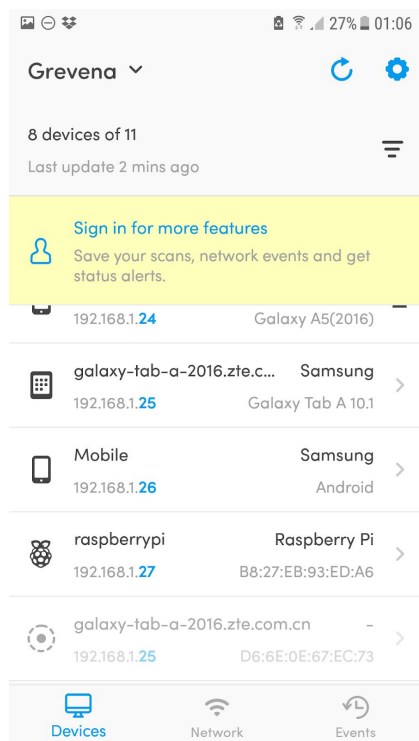 27% 01:06
Grevena
8 devices of 11
Last update 2 mins ago
Sign in for more features
Save your scans, network events and get
status alerts.
192.168.1.24 Galaxy A5(2016)
galaxy-tab-a-2016.zte.c... Samsung
192.168.1.25 Galaxy Tab A 10.1
Mobile Samsung
192.168.1.26 Android
raspberrypi Raspberry Pi
192.168.1.27 B8:27:EB:93:ED:A6
galaxy-tab-a-2016.zte.com.cn -
192.168.1.25 D6:6E:0E:67:EC:73
Devices Network Events